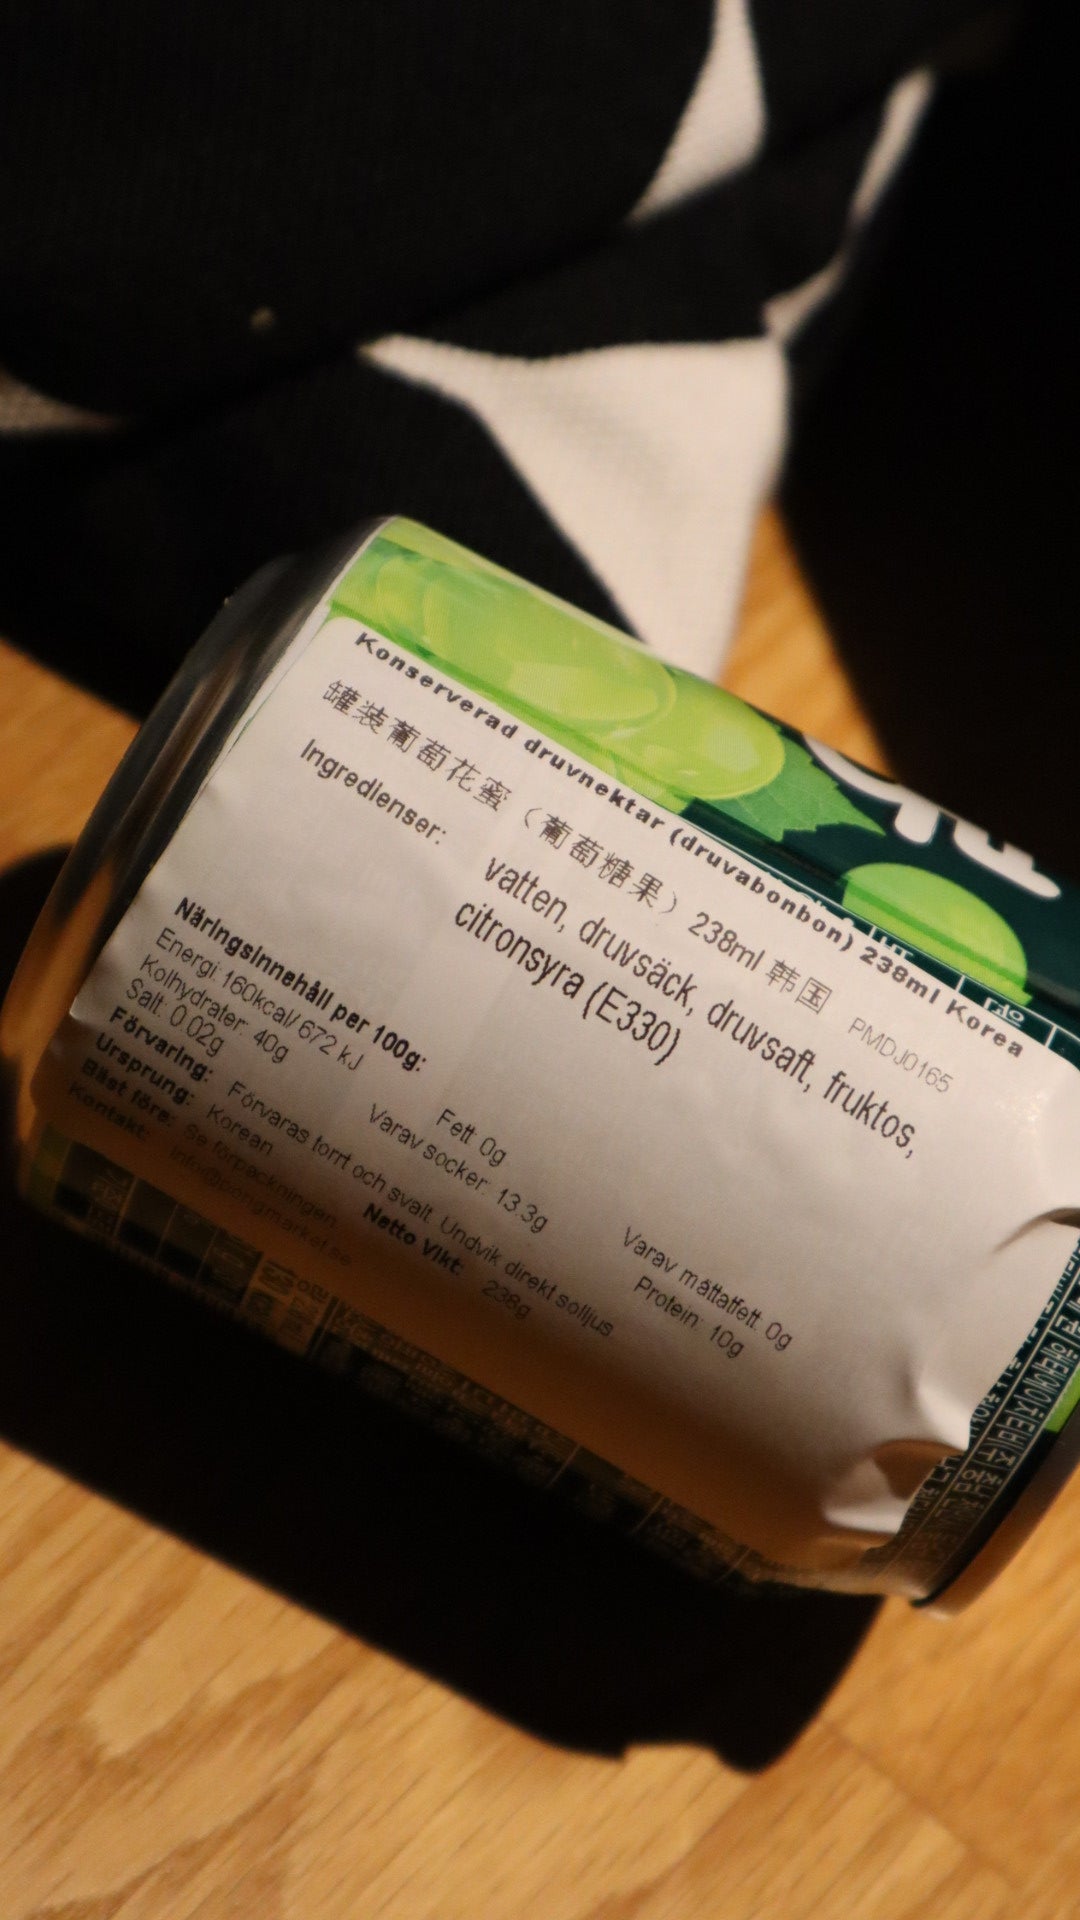 Konserverad druvnektar (druvabonbon) 238ml Korea
罐装葡萄花蜜（葡萄糖果）238ml 韩国 PMDJ0165
Ingredienser: vatten, druvsäck, druvsaft, fruktos,
citronsyra (E330)
Näringsinnehåll per 100g:
Energi: 160kcal/ 672 kJ Fett: 0g Varav mättatfett: 0g
Kolhydrater: 40g Varav socker: 13.3g Protein: 10g
Salt: 0.02g
Förvaring: Förvaras torrt och svalt. Undvik direkt solljus
Ursprung: Korean Netto Vikt: 238g
Bäst före: Se förpackningen
Kontakt: